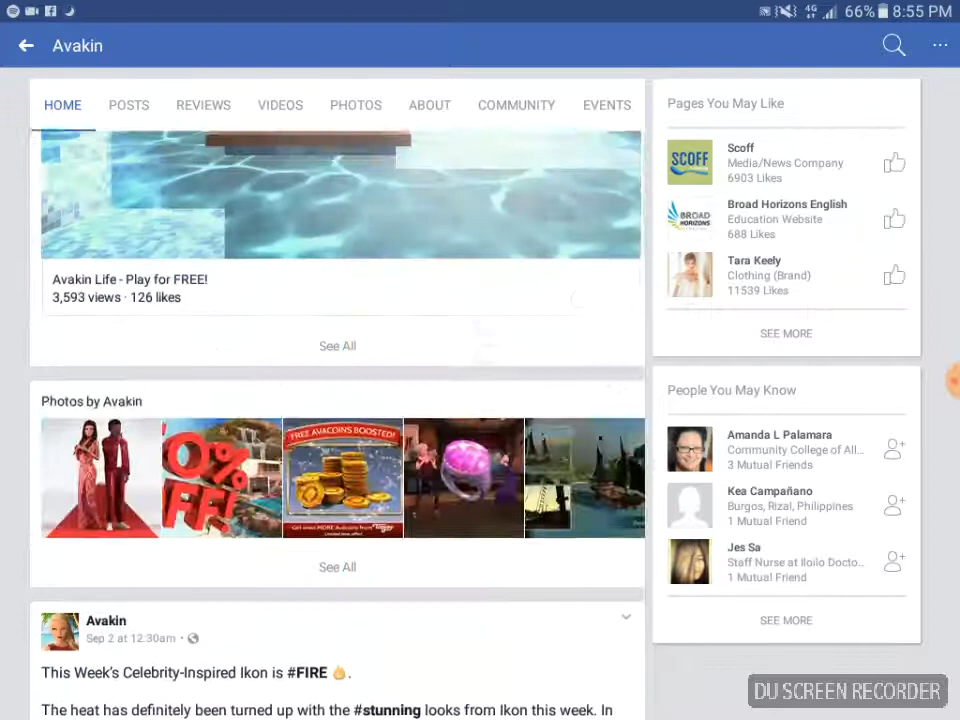 4G 66% 8:55 PM
Avakin
HOME POSTS REVIEWS VIDEOS PHOTOS ABOUT COMMUNITY EVENTS
Avakin Life - Play for FREE!
3,593 views · 126 likes
See All
Photos by Avakin
0% OFF!
FREE AVACOINS BOOSTED!
See All
Avakin
Sep 2 at 12:30am ·
This Week's Celebrity-Inspired Ikon is #FIRE 🔥.
The heat has definitely been turned up with the #stunning looks from Ikon this week. In
Pages You May Like
SCOFF
Scoff
Media/News Company
6903 Likes
BROAD HORIZONS
Broad Horizons English
Education Website
688 Likes
Tara Keely
Clothing (Brand)
11539 Likes
SEE MORE
People You May Know
Amanda L Palamara
Community College of All...
3 Mutual Friends
Kea Campañano
Burgos, Rizal, Philippines
1 Mutual Friend
Jes Sa
Staff Nurse at Iloilo Docto...
1 Mutual Friend
SEE MORE
DU SCREEN RECORDER